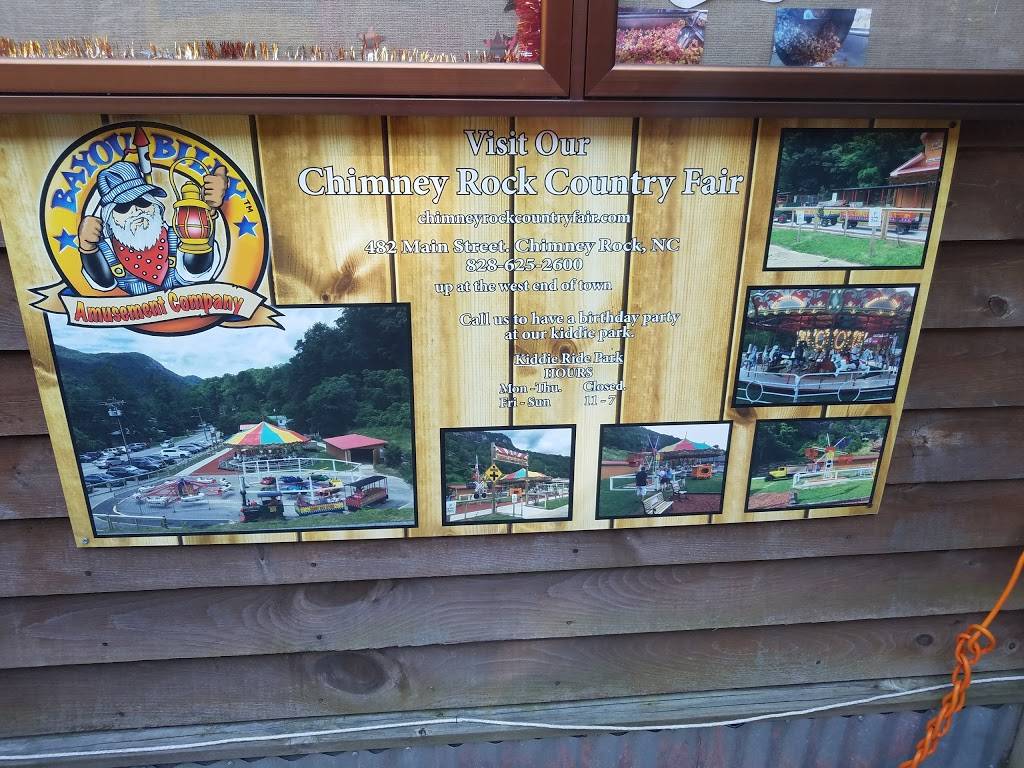 BAYOU BILLY™
Amusement Company
Visit Our
Chimney Rock Country Fair
chimneyrockcountryfair.com
482 Main Street, Chimney Rock, NC
828-625-2600
up at the west end of town
Call us to have a birthday party
at our kiddie park.
Kiddie Ride Park
HOURS
Mon - Thu. Closed.
Fri - Sun 11 - 7